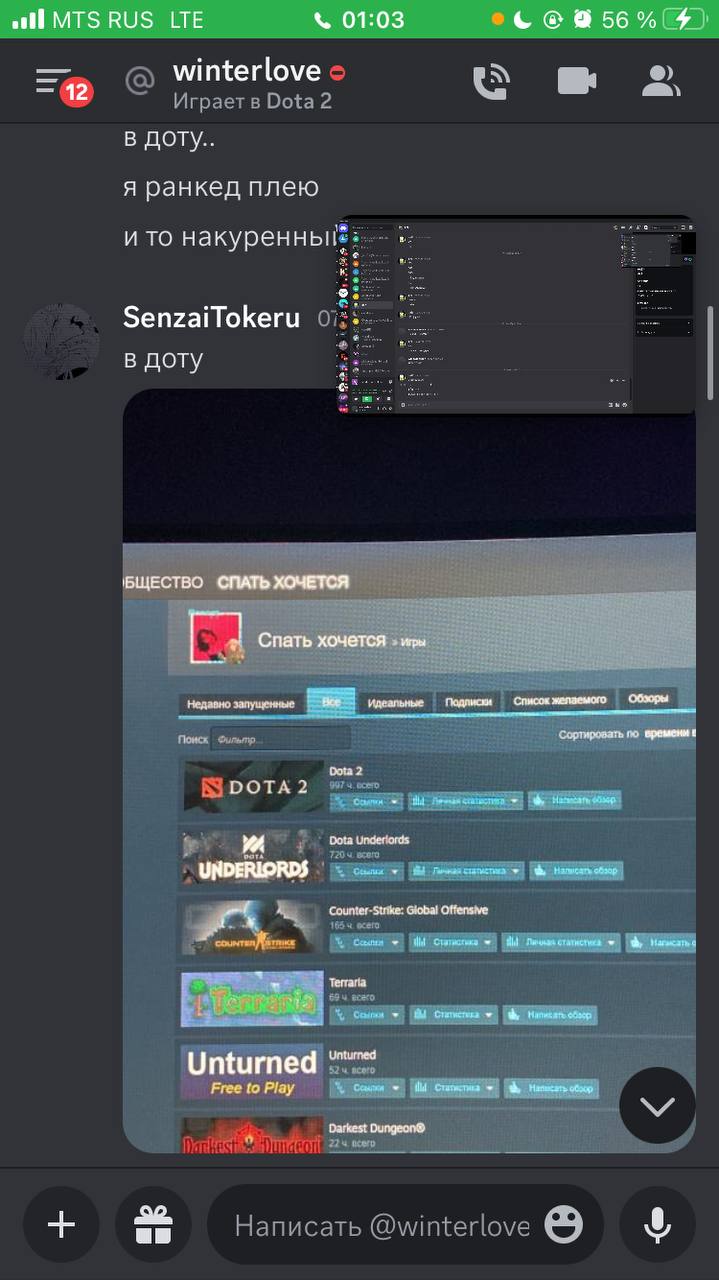 MTS RUS LTE 01:03 56 %
12
winterlove
Играет в Dota 2
в доту..
я ранкед плею
и то накуренный
SenzaiTokeru 07
в доту
БЩЕСТВО СПАТЬ ХОЧЕТСЯ
Спать хочется » Игры
Недавно запущенные Все Идеальные Подписки Список желаемого Обзоры
Поиск Фильтр... Сортировать по времени в
DOTA 2
Dota 2
997 ч. всего
Ссылки Личная статистика Написать обзор
DOTA
UNDERLORDS
Dota Underlords
720 ч. всего
Ссылки Личная статистика Написать обзор
COUNTER STRIKE
Counter-Strike: Global Offensive
165 ч. всего
Ссылки Статистика Личная статистика Написать о
Terraria
Terraria
69 ч. всего
Ссылки Статистика Написать обзор
Unturned
Free to Play
Unturned
52 ч. всего
Ссылки Статистика Написать обзор
Darkest Dungeon
Darkest Dungeon®
22 ч. всего
Написать @winterlove